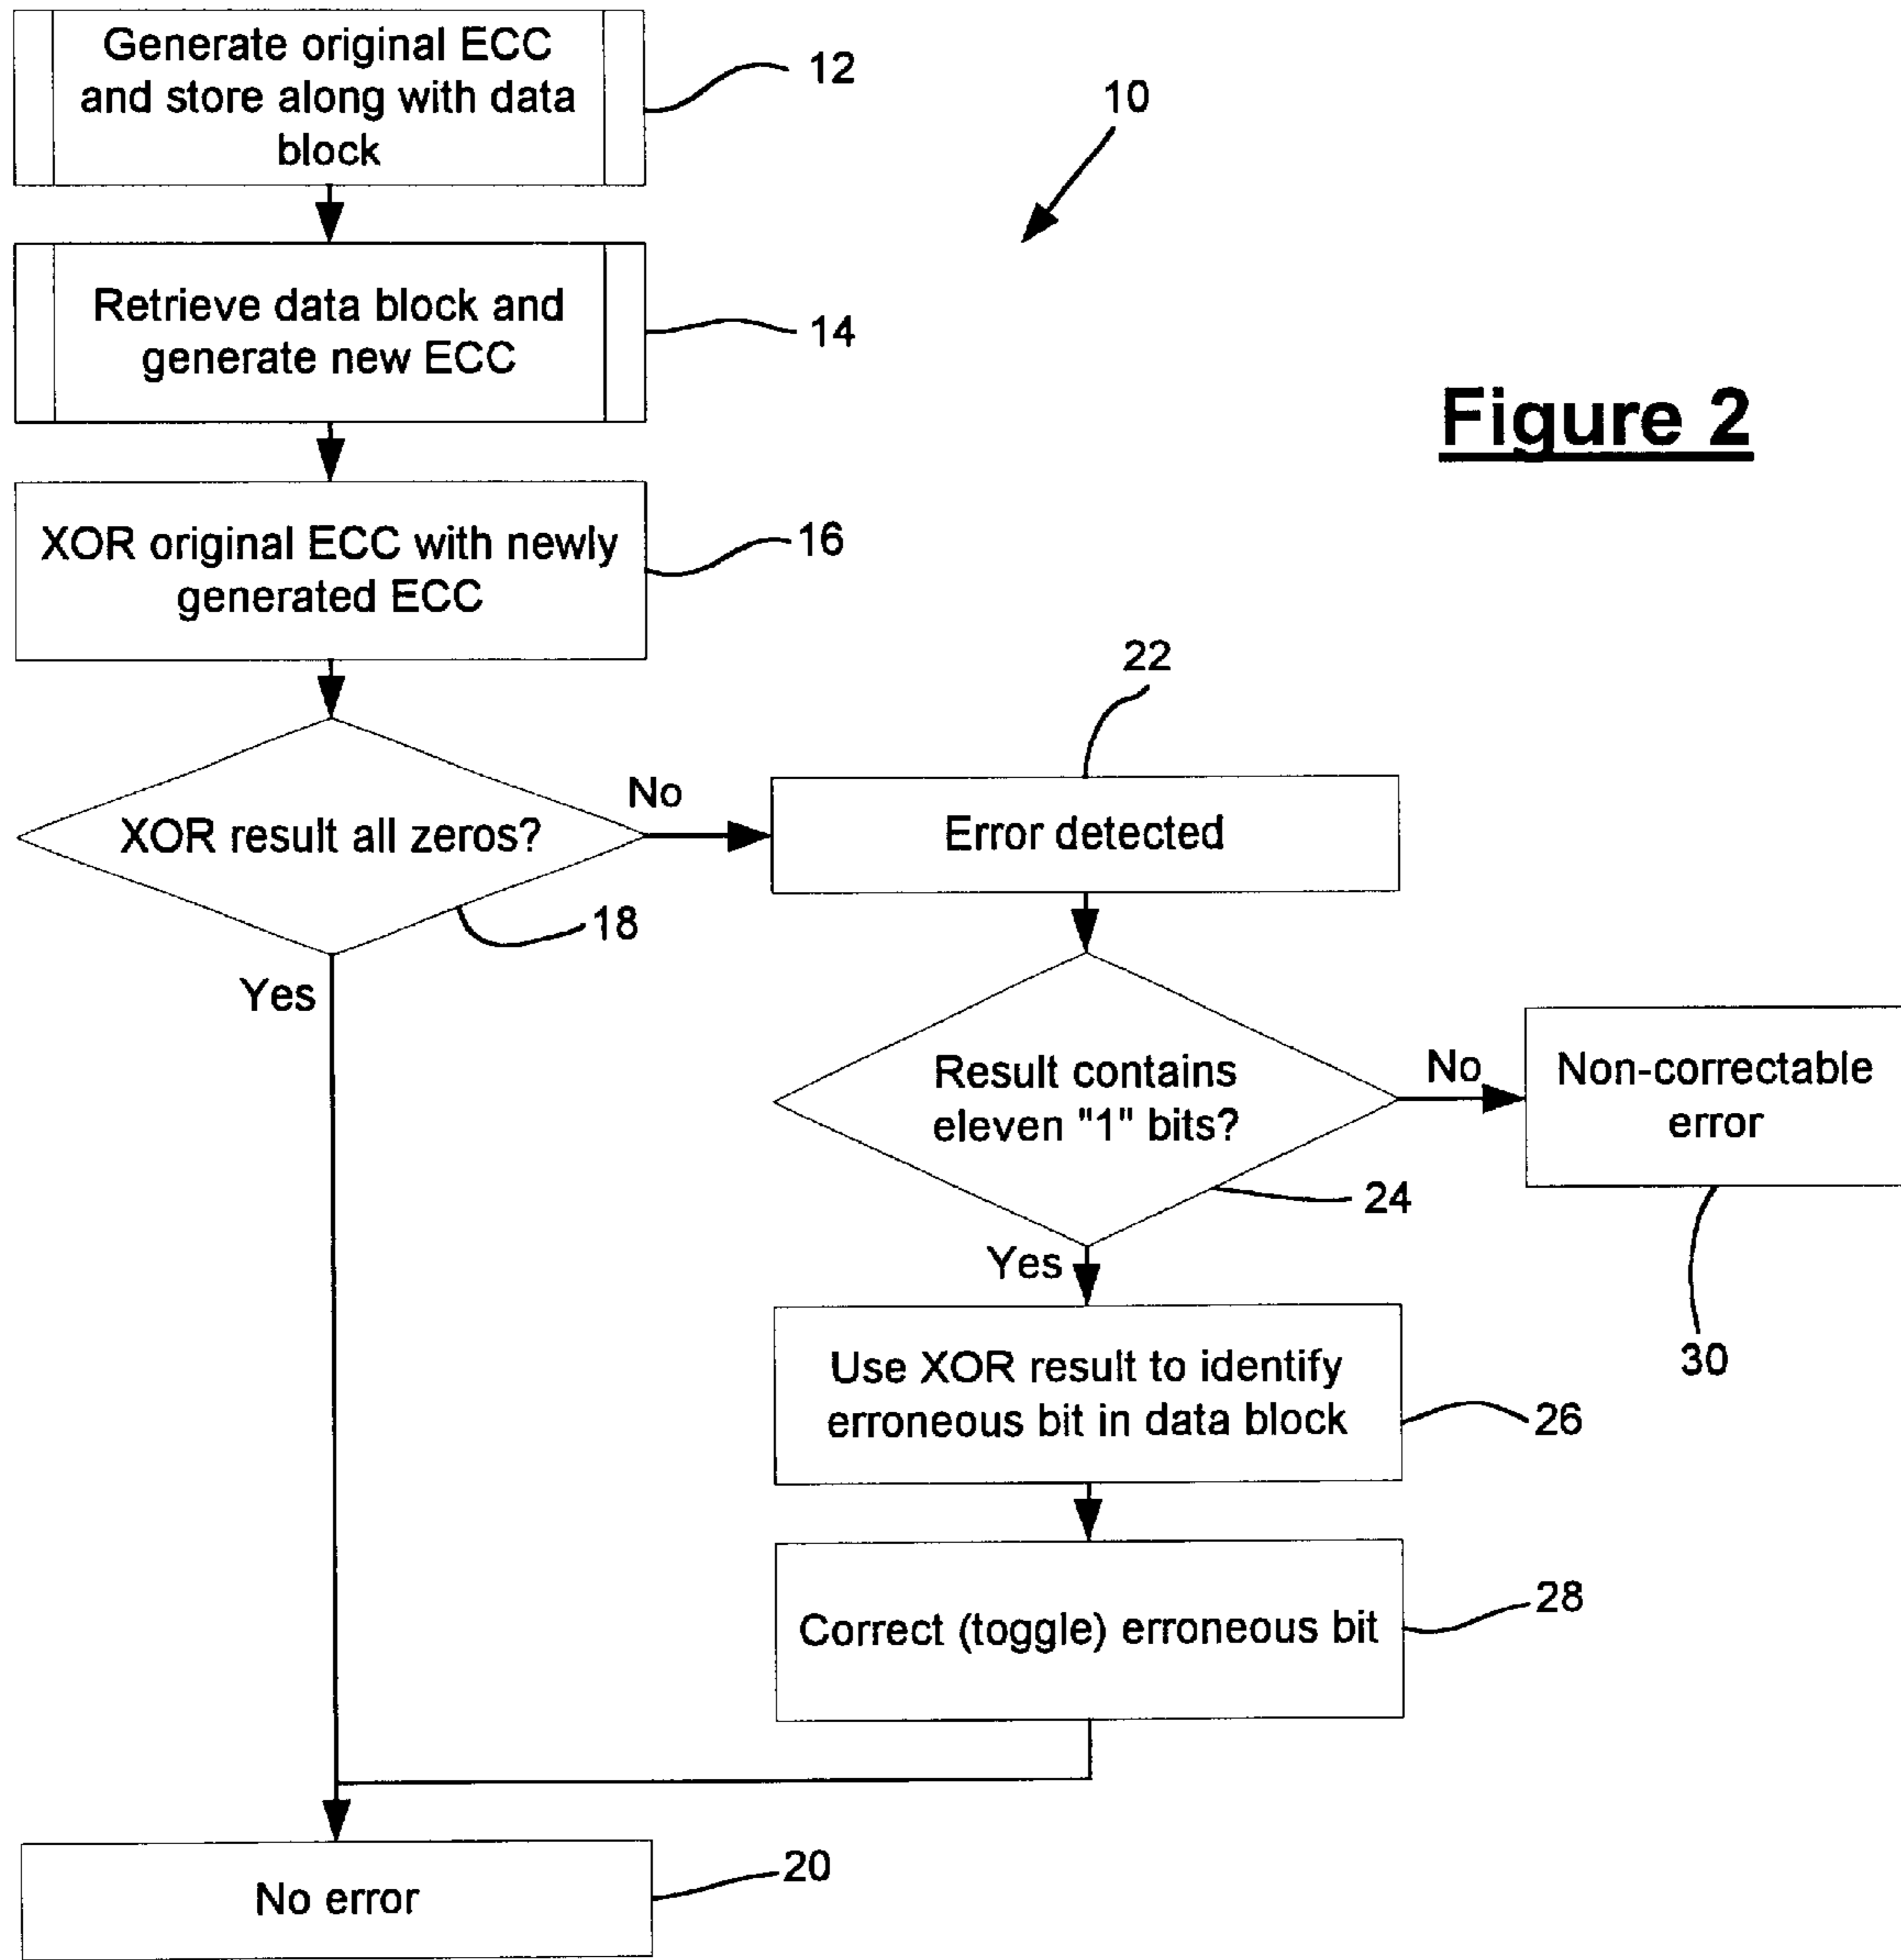 Generate original ECC
and store along with data
block
12
10
Retrieve data block and
generate new ECC
14
Figure 2
XOR original ECC with newly
generated ECC
16
22
XOR result all zeros?
No
Error detected
18
Yes
Result contains
eleven "1" bits?
No
Non-correctable
error
24
Yes
30
Use XOR result to identify
erroneous bit in data block
26
Correct (toggle) erroneous bit
28
No error
20